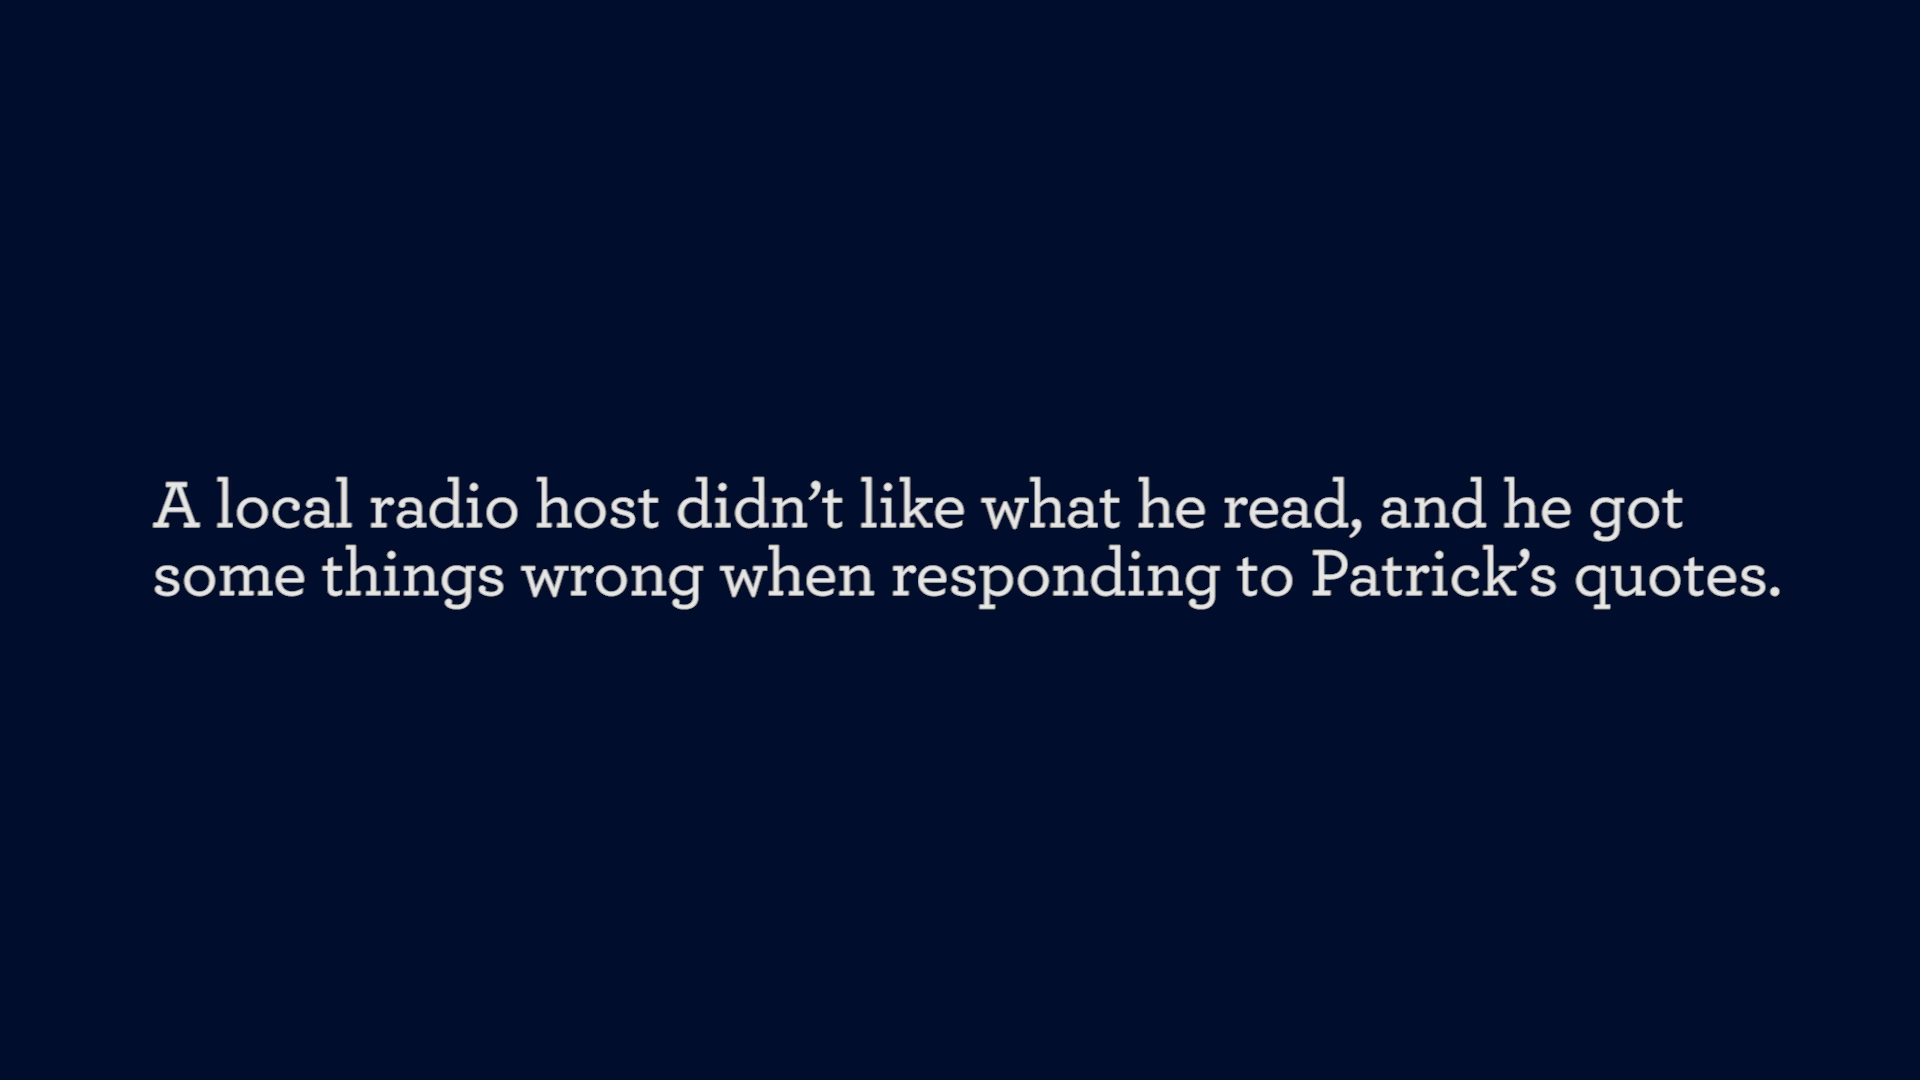 A local radio host didn’t like what he read, and he got
some things wrong when responding to Patrick’s quotes.